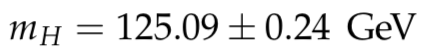 m_H = 125.09 ± 0.24 GeV